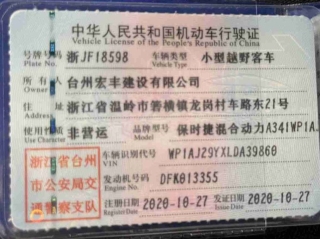 中华人民共和国机动车行驶证
Vehicle License of the People's Republic of China
号牌号码 浙JF18598 车辆类型 小型越野客车
Plate No. Vehicle Type
所有人 台州宏丰建设有限公司
Owner
住址 浙江省温岭市箬横镇龙岗村车路东21号
Address
使用性质 非营运 品牌型号 保时捷混合动力A341WP1A
Use Character Model
浙江省台州 车辆识别代号 WP1AJ29YXLDA39860
VIN
市公安局交 发动机号码 DFK013355
Engine No.
通警察支队 注册日期 2020-10-27 发证日期 2020-10-27
Register Date Issue Date